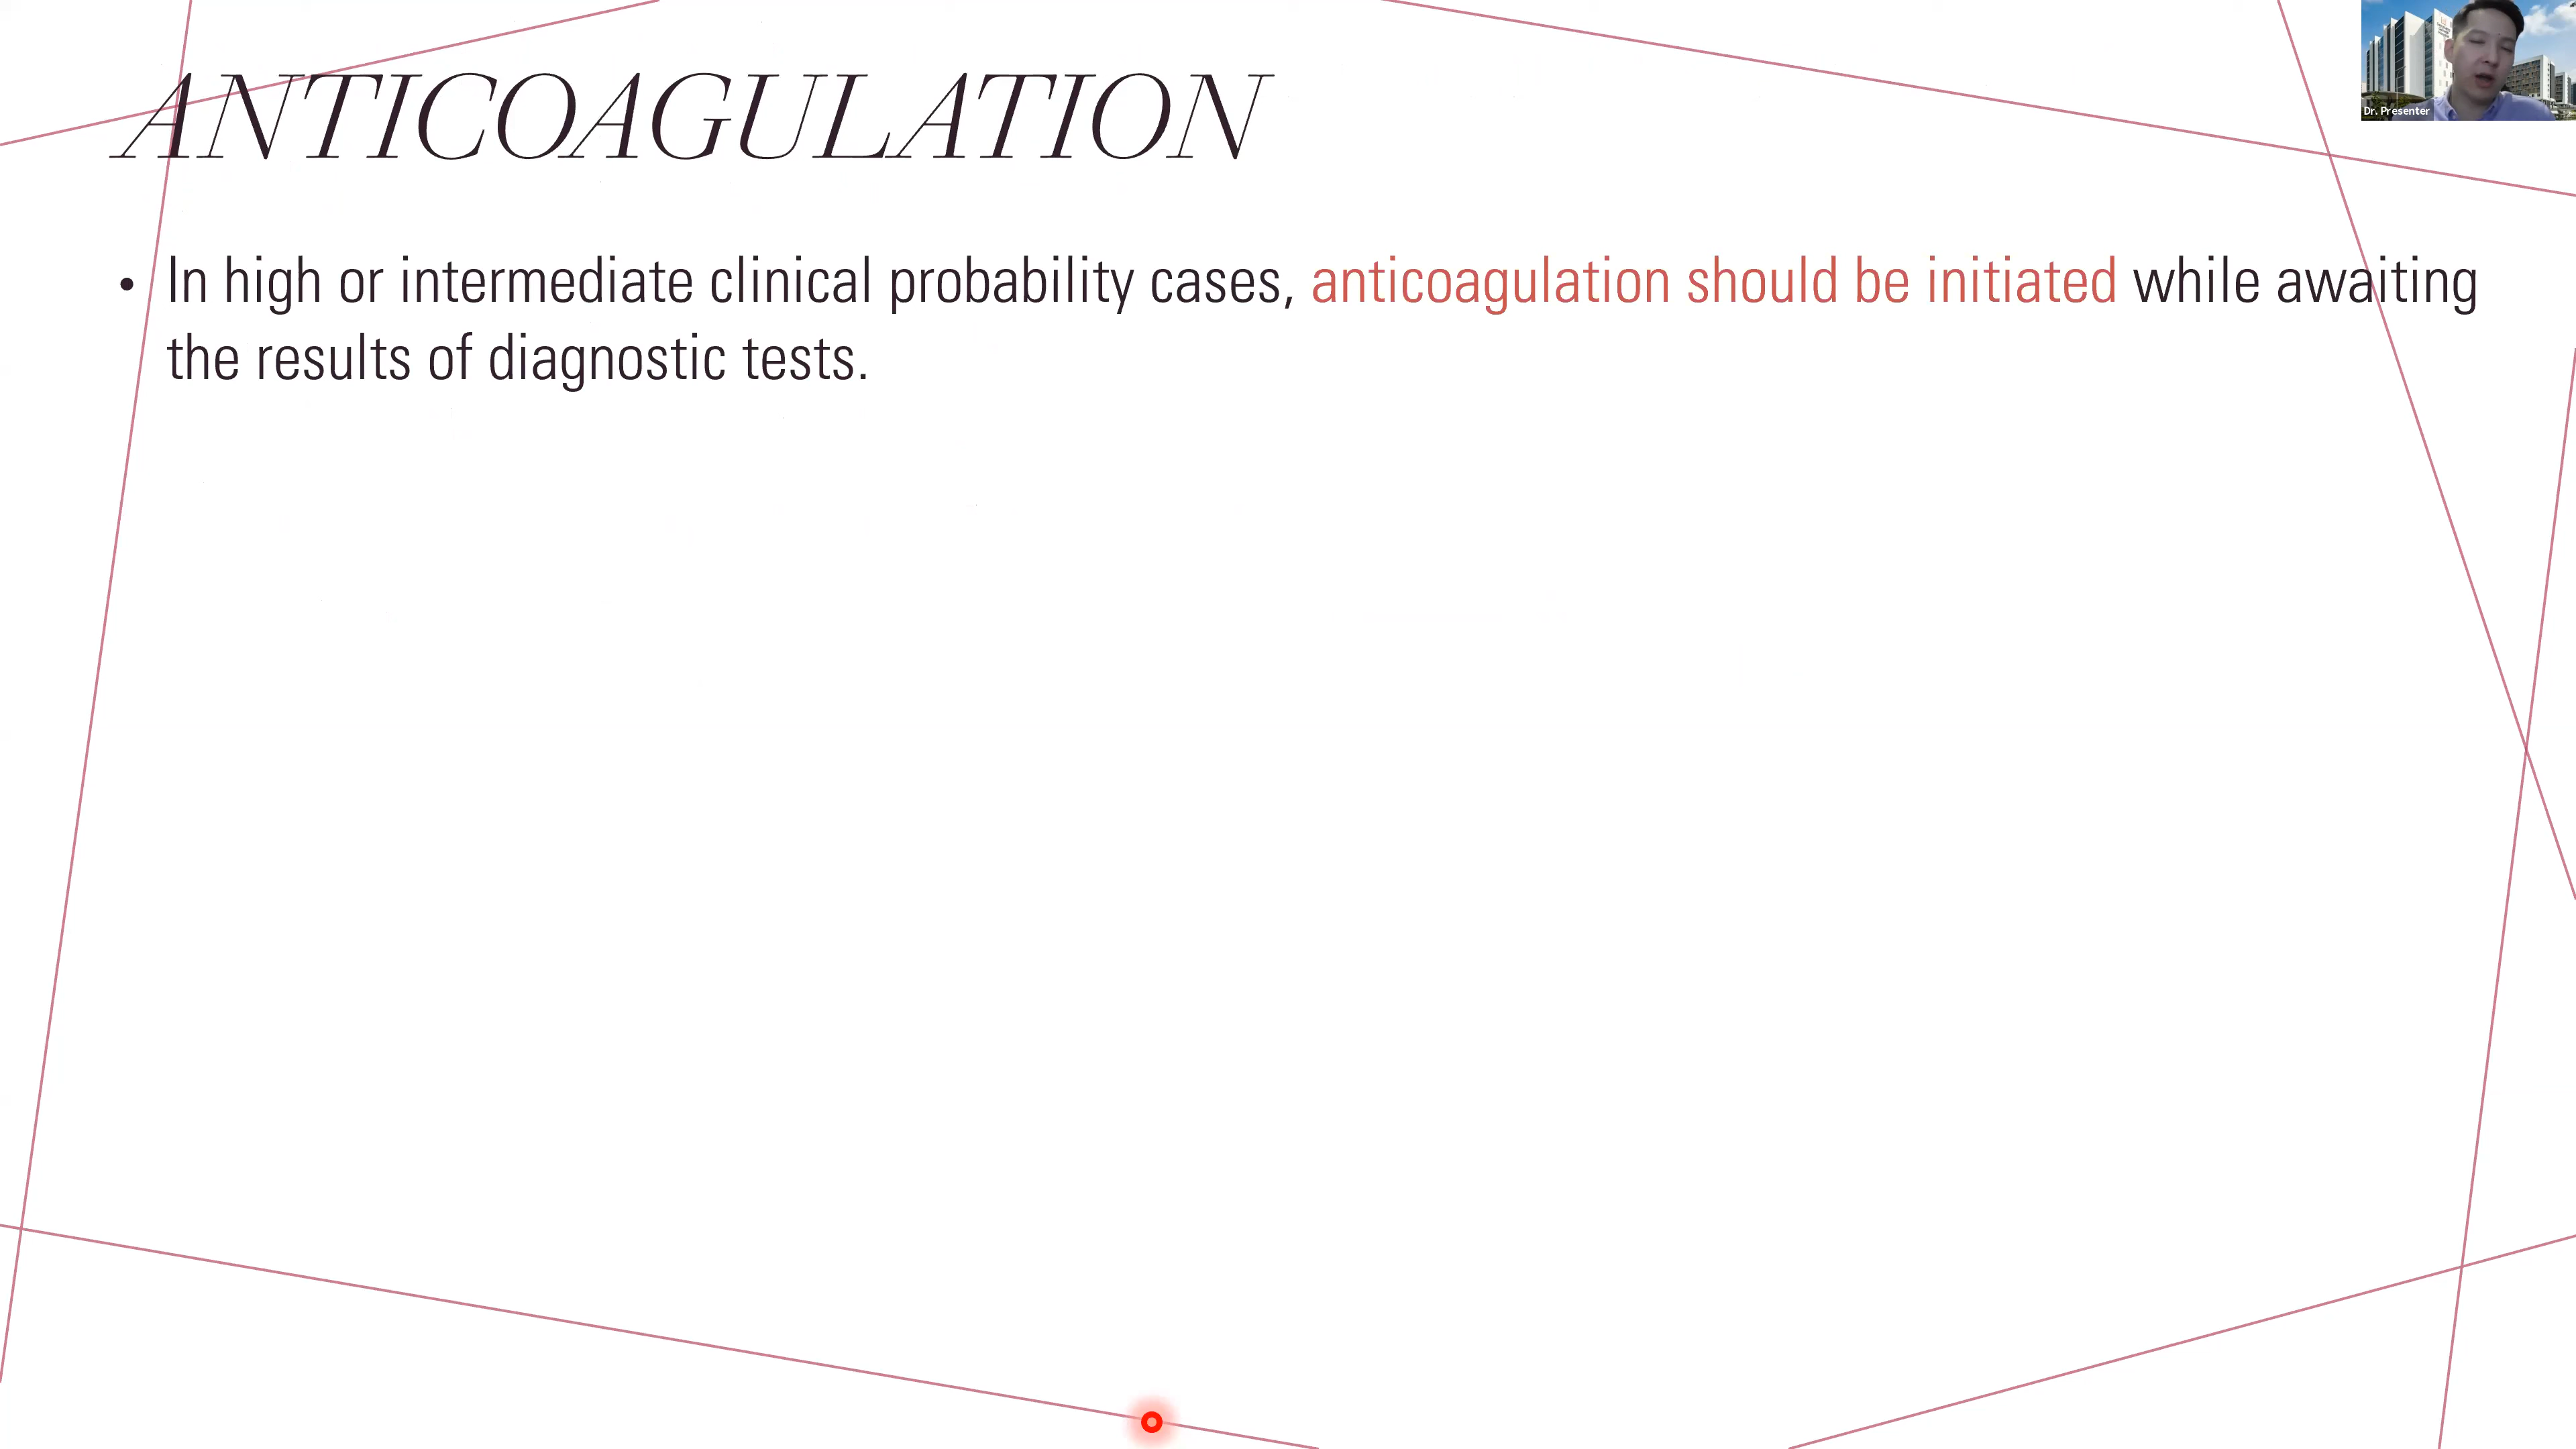 ANTICOAGULATION
Dr. Presenter
• In high or intermediate clinical probability cases, anticoagulation should be initiated while awaiting
the results of diagnostic tests.